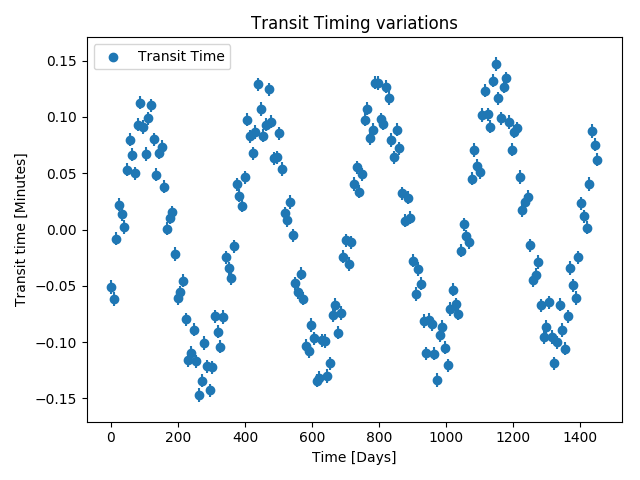 Transit Timing variations
Transit Time
Transit time [Minutes]
0.15
0.10
0.05
0.00
−0.05
−0.10
−0.15
0 200 400 600 800 1000 1200 1400
Time [Days]